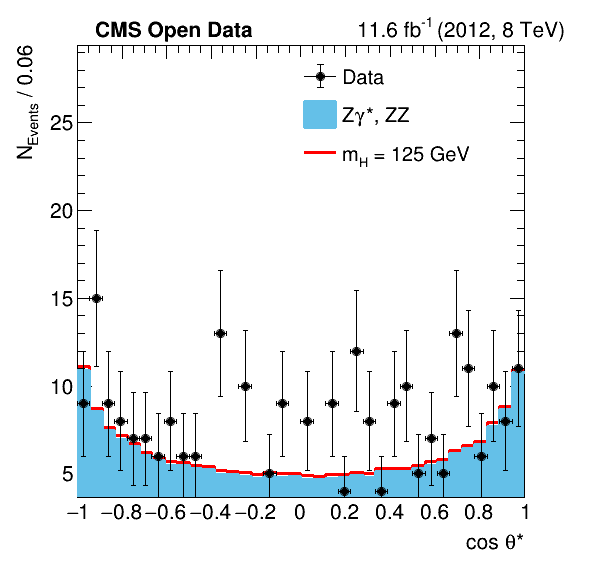 CMS Open Data
11.6 fb⁻¹ (2012, 8 TeV)
N_Events / 0.06
Data
Zγ*, ZZ
m_H = 125 GeV
25
20
15
10
5
−1 −0.8 −0.6 −0.4 −0.2 0 0.2 0.4 0.6 0.8 1
cos θ*